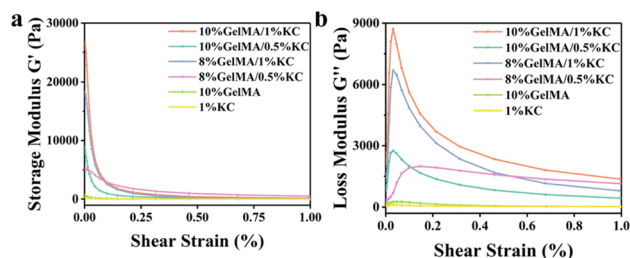 a
Storage Modulus G' (Pa)
30000
20000
10000
0
10%GelMA/1%KC
10%GelMA/0.5%KC
8%GelMA/1%KC
8%GelMA/0.5%KC
10%GelMA
1%KC
0.00 0.25 0.50 0.75 1.00
Shear Strain (%)
b
Loss Modulus G'' (Pa)
9000
6000
3000
0
10%GelMA/1%KC
10%GelMA/0.5%KC
8%GelMA/1%KC
8%GelMA/0.5%KC
10%GelMA
1%KC
0.0 0.2 0.4 0.6 0.8 1.0
Shear Strain (%)